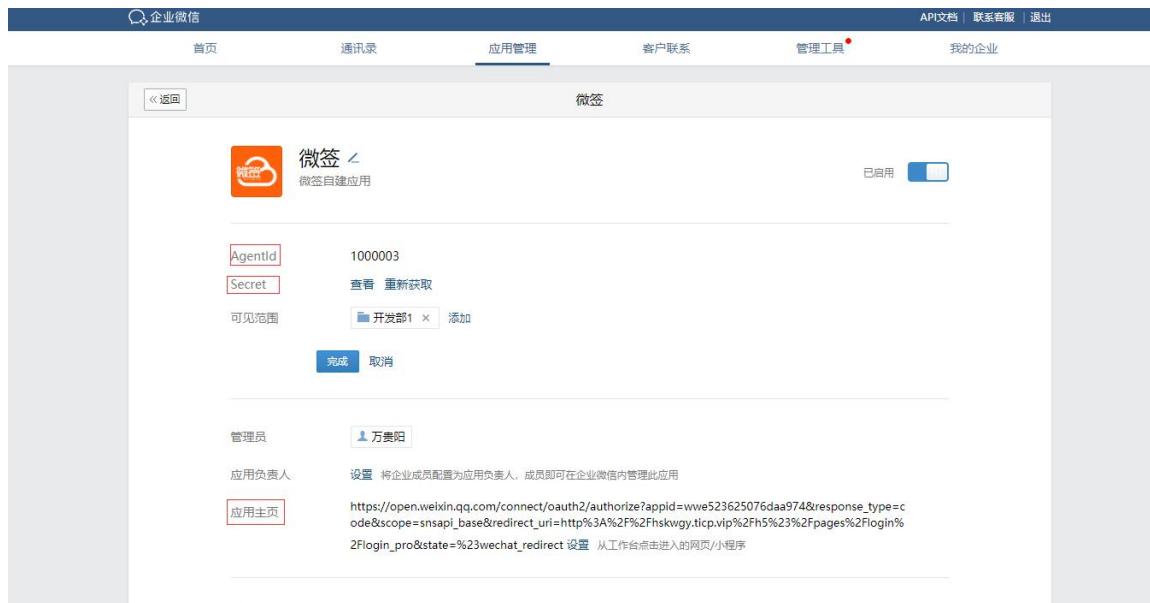 企业微信
API文档 | 联系客服 | 退出
首页 通讯录 应用管理 客户联系 管理工具 我的企业
«返回
微签
微签
微签
微签自建应用
已启用
AgentId 1000003
Secret 查看 重新获取
可见范围 开发部1 × 添加
完成 取消
管理员 万贵阳
应用负责人 设置 将企业成员配置为应用负责人，成员即可在企业微信内管理此应用
应用主页 https://open.weixin.qq.com/connect/oauth2/authorize?appid=wwe523625076daa974&response_type=c
ode&scope=snsapi_base&redirect_uri=http%3A%2F%2Fhskwgy.ticp.vip%2Fh5%23%2Fpages%2Flogin%
2Flogin_pro&state=%23wechat_redirect 设置 从工作台点击进入的网页/小程序